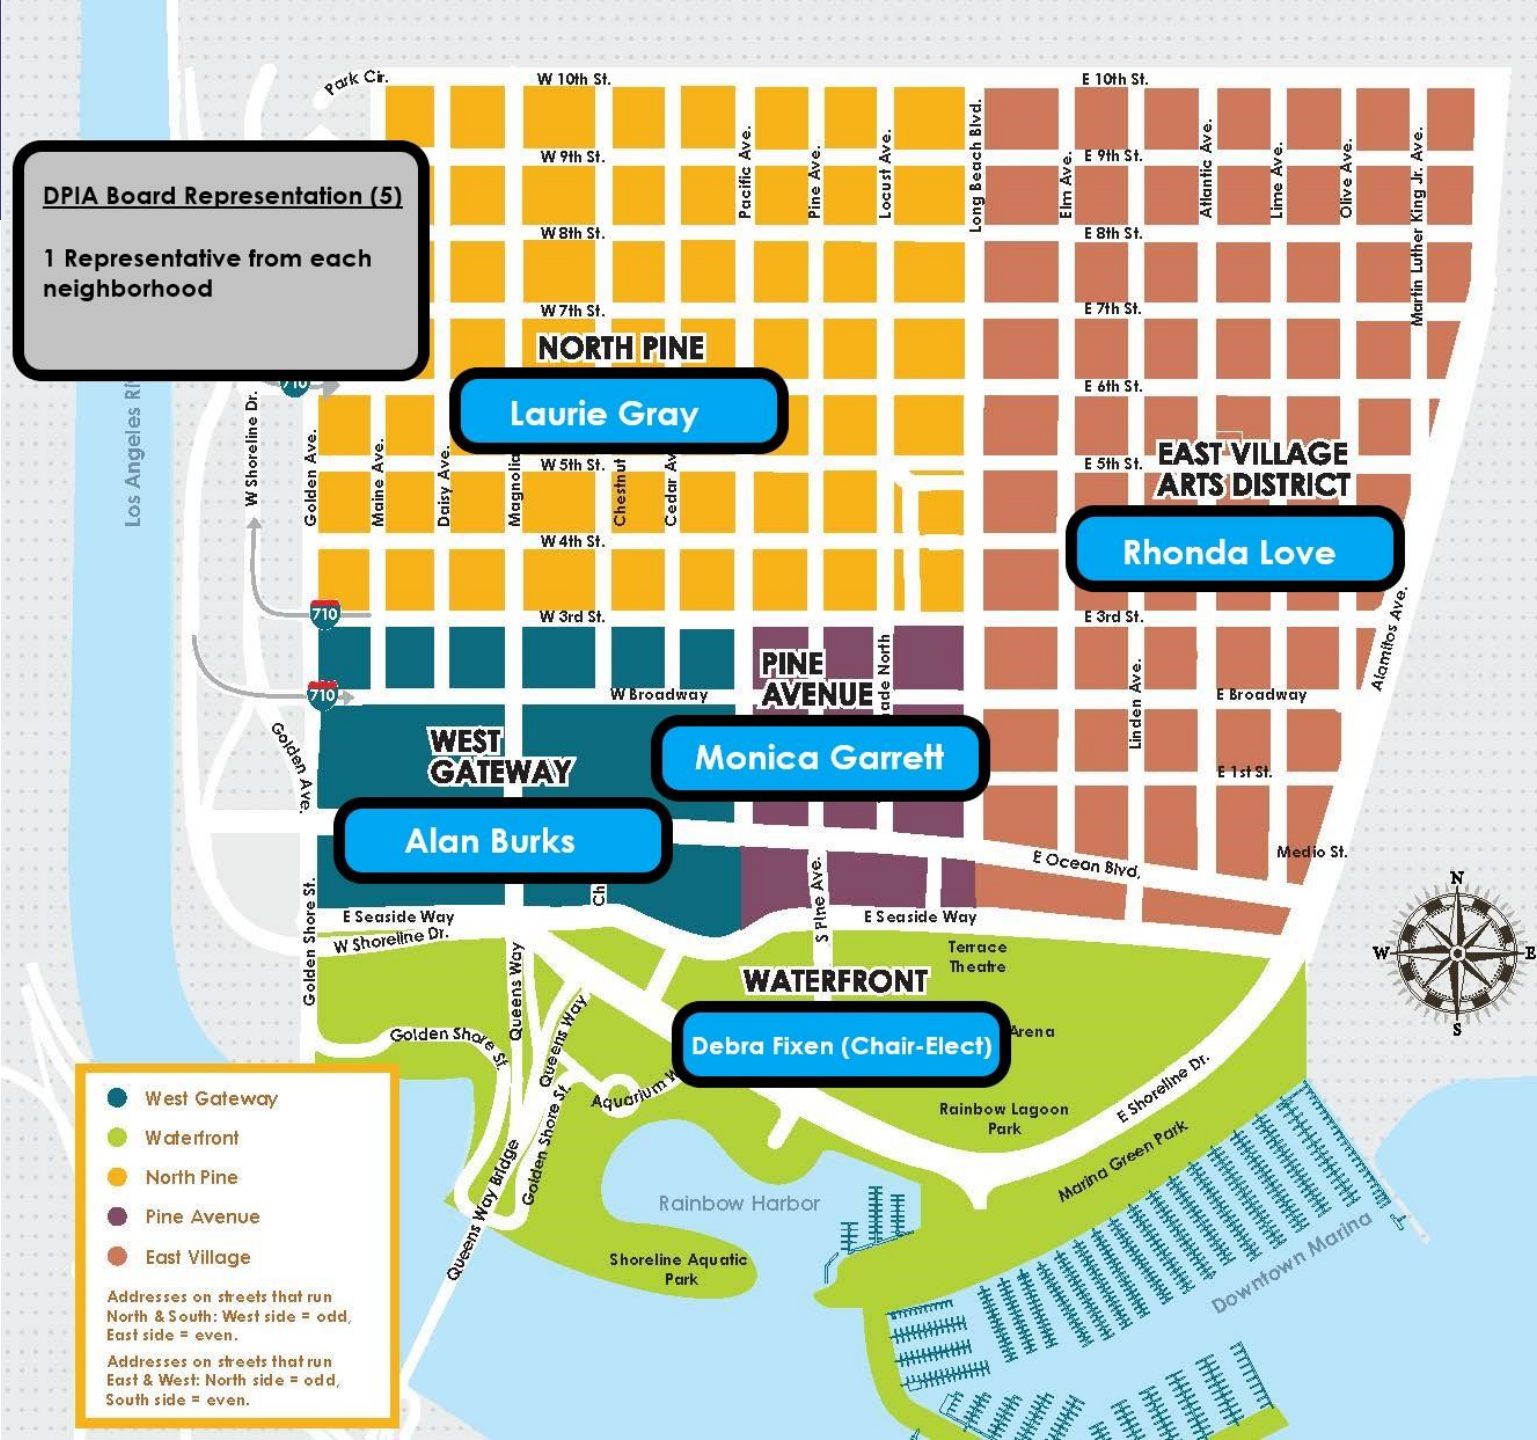 Park Cir.
W 10th St.
E 10th St.
W 9th St.
E 9th St.
Pacific Ave.
Pine Ave.
Locust Ave.
Long Beach Blvd.
Elm Ave.
Atlantic Ave.
Lime Ave.
Olive Ave.
Martin Luther King Jr. Ave.
DPIA Board Representation (5)
1 Representative from each
neighborhood
W 8th St.
E 8th St.
W 7th St.
E 7th St.
NORTH PINE
Laurie Gray
E 6th St.
710
Los Angeles
W Shoreline Dr.
Golden Ave.
Maine Ave.
Daisy Ave.
Magnolia
Chestnut
Cedar
W 5th St.
E 5th St.
EAST VILLAGE
ARTS DISTRICT
Rhonda Love
W 4th St.
710
W 3rd St.
E 3rd St.
Alamitos Ave.
PINE
AVENUE
North
Linden Ave.
710
W Broadway
E Broadway
Golden Ave.
WEST
GATEWAY
Monica Garrett
E 1st St.
Alan Burks
E Ocean Blvd.
Medio St.
S Pine Ave.
Ch
Golden Shore St.
E Seaside Way
E Seaside Way
W Shoreline Dr.
Terrace
Theatre
N
W
E
S
WATERFRONT
Queens Way
Queens Way
Golden Shore St.
Debra Fixen (Chair-Elect)
Arena
Aquarium
Golden Shore St.
Queens Way Bridge
Rainbow Lagoon
Park
E Shoreline Dr.
Marina Green Park
Rainbow Harbor
Shoreline Aquatic
Park
Downtown Marina
West Gateway
Waterfront
North Pine
Pine Avenue
East Village
Addresses on streets that run
North & South: West side = odd,
East side = even.
Addresses on streets that run
East & West: North side = odd,
South side = even.